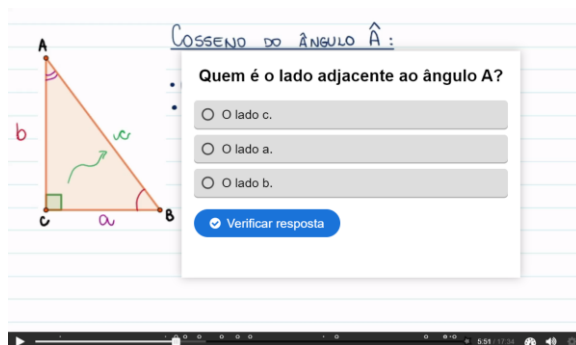 COSSENO DO ÂNGULO Â:
A
Quem é o lado adjacente ao ângulo A?
O lado c.
b
c
O lado a.
O lado b.
C
a
B
Verificar resposta
5:51 / 17:34